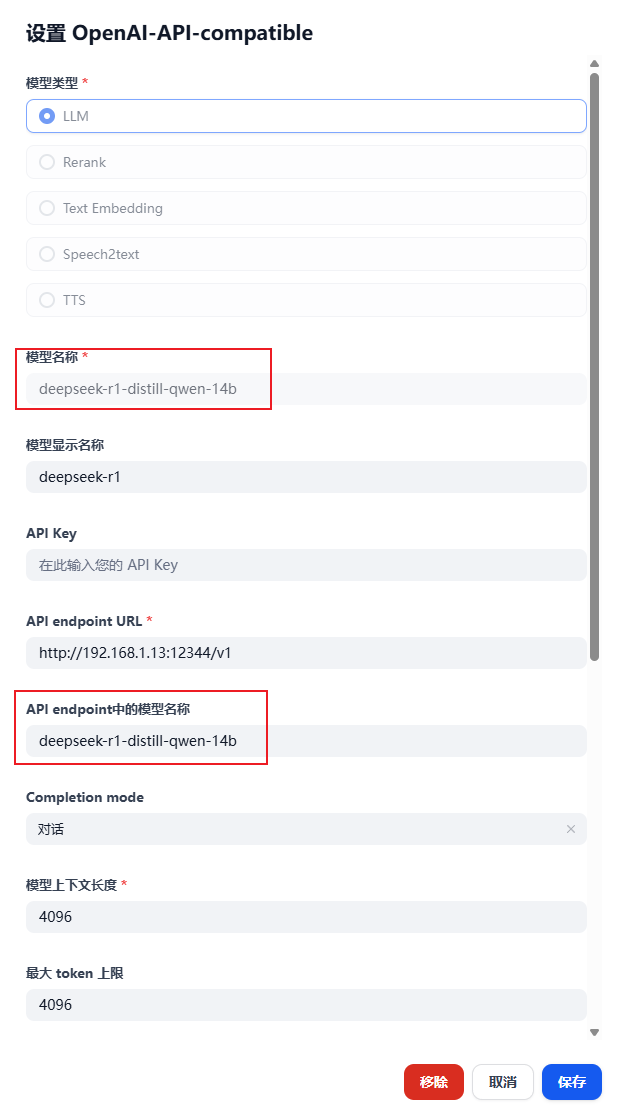 设置 OpenAI-API-compatible
模型类型 *
LLM
Rerank
Text Embedding
Speech2text
TTS
模型名称 *
deepseek-r1-distill-qwen-14b
模型显示名称
deepseek-r1
API Key
在此输入您的 API Key
API endpoint URL *
http://192.168.1.13:12344/v1
API endpoint中的模型名称
deepseek-r1-distill-qwen-14b
Completion mode
对话
模型上下文长度 *
4096
最大 token 上限
4096
移除 取消 保存